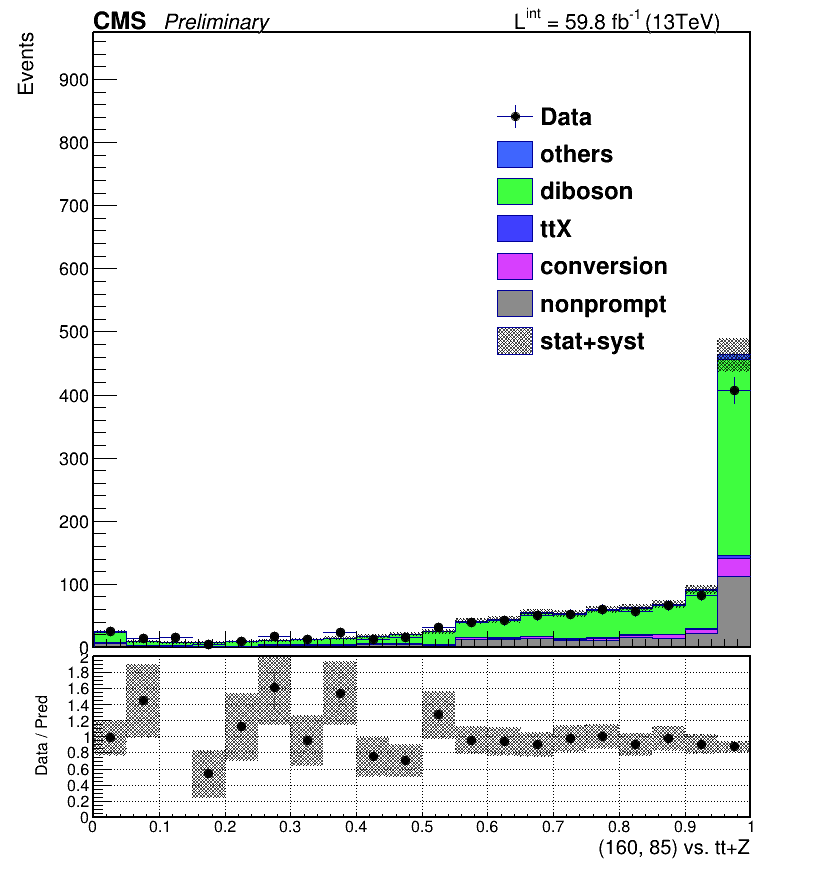 CMS Preliminary L^int = 59.8 fb^-1 (13TeV)
Events
900
800
700
600
500
400
300
200
100
0
Data
others
diboson
ttX
conversion
nonprompt
stat+syst
Data / Pred
2
1.8
1.6
1.4
1.2
1
0.8
0.6
0.4
0.2
0
0 0.1 0.2 0.3 0.4 0.5 0.6 0.7 0.8 0.9 1
(160, 85) vs. tt+Z